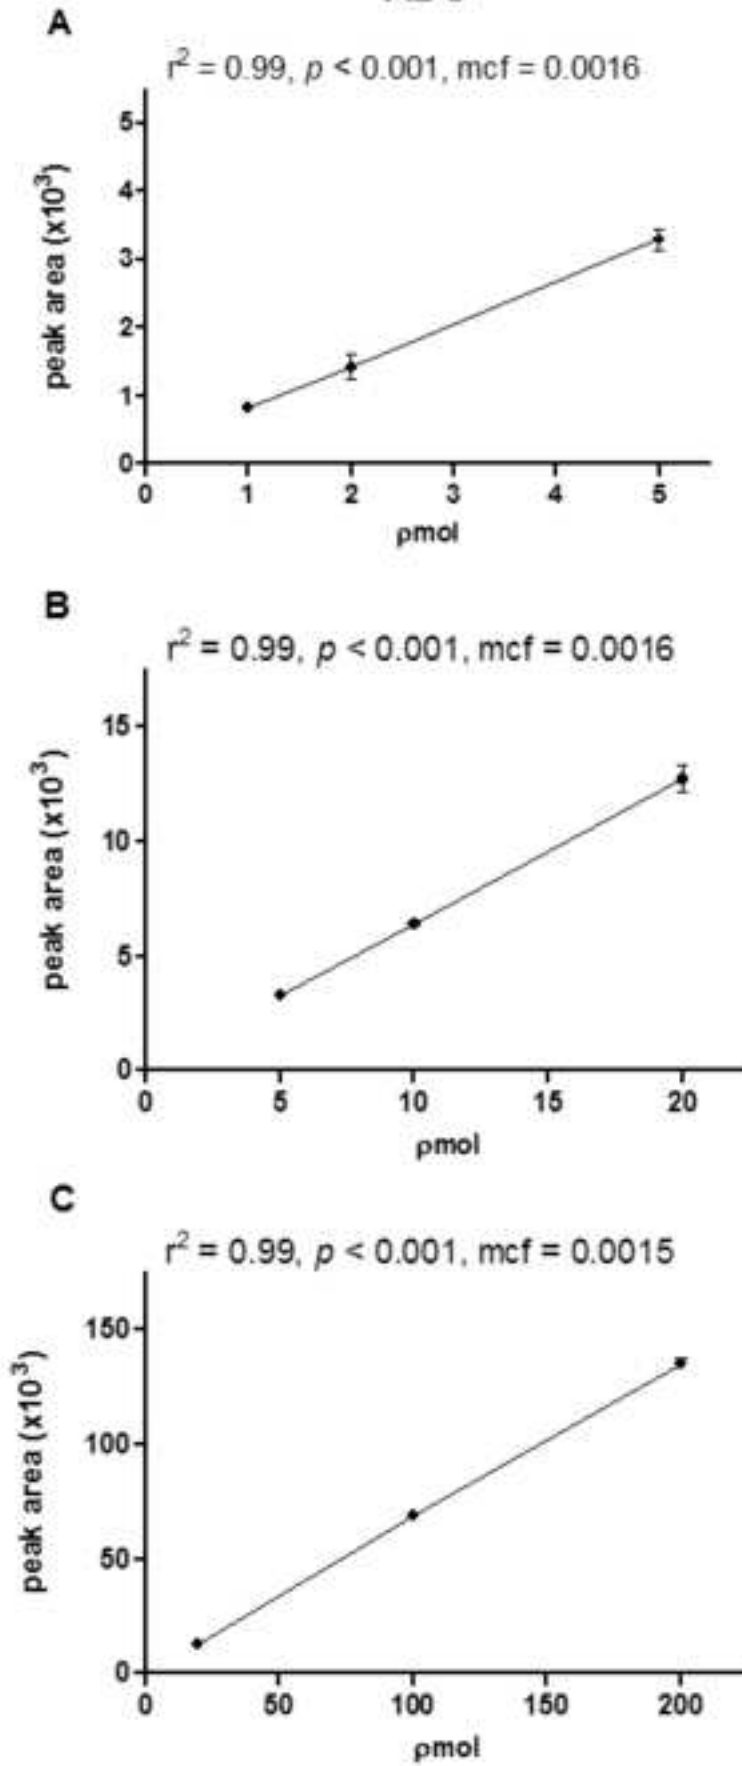 A
r² = 0.99, p < 0.001, mcf = 0.0016
peak area (x10³)
5
4
3
2
1
0
0 1 2 3 4 5
ρmol
B
r² = 0.99, p < 0.001, mcf = 0.0016
peak area (x10³)
15
10
5
0
0 5 10 15 20
ρmol
C
r² = 0.99, p < 0.001, mcf = 0.0015
peak area (x10³)
150
100
50
0
0 50 100 150 200
ρmol